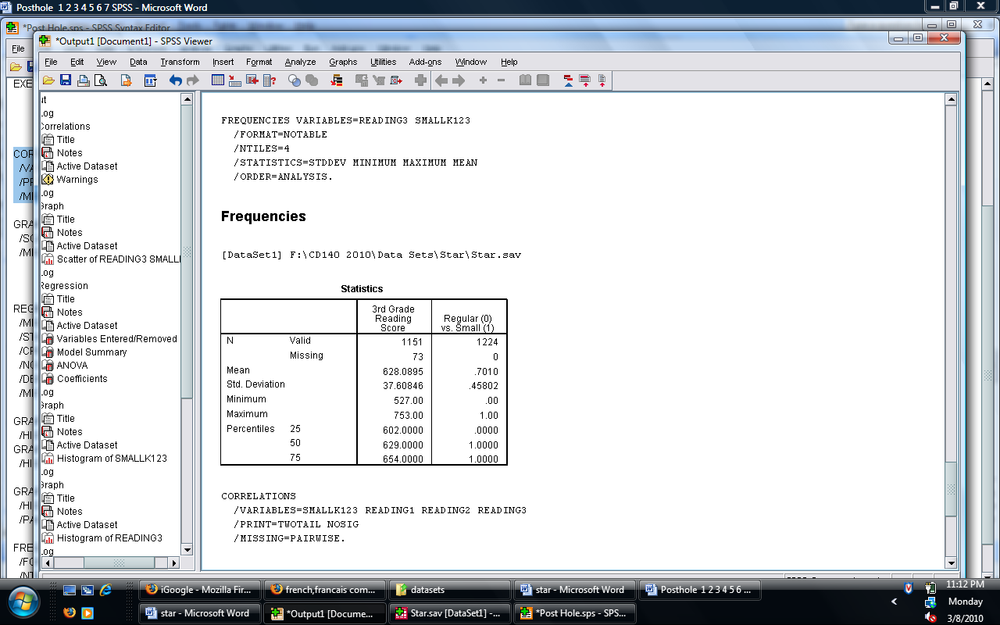 Posthole 1 2 3 4 5 6 7 SPSS - Microsoft Word
*Post Hole.sps - SPSS Syntax Editor
*Output1 [Document1] - SPSS Viewer
File
File Edit View Data Transform Insert Format Analyze Graphs Utilities Add-ons Window Help
EXE
COR
/VA
/PR
/MI
GRA
/SC
/MI
REG
/MI
/ST
/CR
/NO
/DE
/ME
GRA
/HI
GRA
/HI
GRA
/HI
/PA
FRE
/FO
/NT
ut
Log
Correlations
Title
Notes
Active Dataset
Warnings
Log
Graph
Title
Notes
Active Dataset
Scatter of READING3 SMALL
Log
Regression
Title
Notes
Active Dataset
Variables Entered/Removed
Model Summary
ANOVA
Coefficients
Log
Graph
Title
Notes
Active Dataset
Histogram of SMALLK123
Log
Graph
Title
Notes
Active Dataset
Histogram of READING3
Log
FREQUENCIES VARIABLES=READING3 SMALLK123
/FORMAT=NOTABLE
/NTILES=4
/STATISTICS=STDDEV MINIMUM MAXIMUM MEAN
/ORDER=ANALYSIS.
Frequencies
[DataSet1] F:\CD140 2010\Data Sets\Star\Star.sav
Statistics
3rd Grade Reading Score
Regular (0) vs. Small (1)
N Valid 1151 1224
Missing 73 0
Mean 628.0895 .7010
Std. Deviation 37.60846 .45802
Minimum 527.00 .00
Maximum 753.00 1.00
Percentiles 25 602.0000 .0000
50 629.0000 1.0000
75 654.0000 1.0000
CORRELATIONS
/VARIABLES=SMALLK123 READING1 READING2 READING3
/PRINT=TWOTAIL NOSIG
/MISSING=PAIRWISE.
iGoogle - Mozilla Fir... french,francais com... datasets star - Microsoft Word Posthole 1 2 3 4 5 6 ...
star - Microsoft Word *Output1 [Docume... Star.sav [DataSet1] -... *Post Hole.sps - SPS...
11:12 PM
Monday
3/8/2010